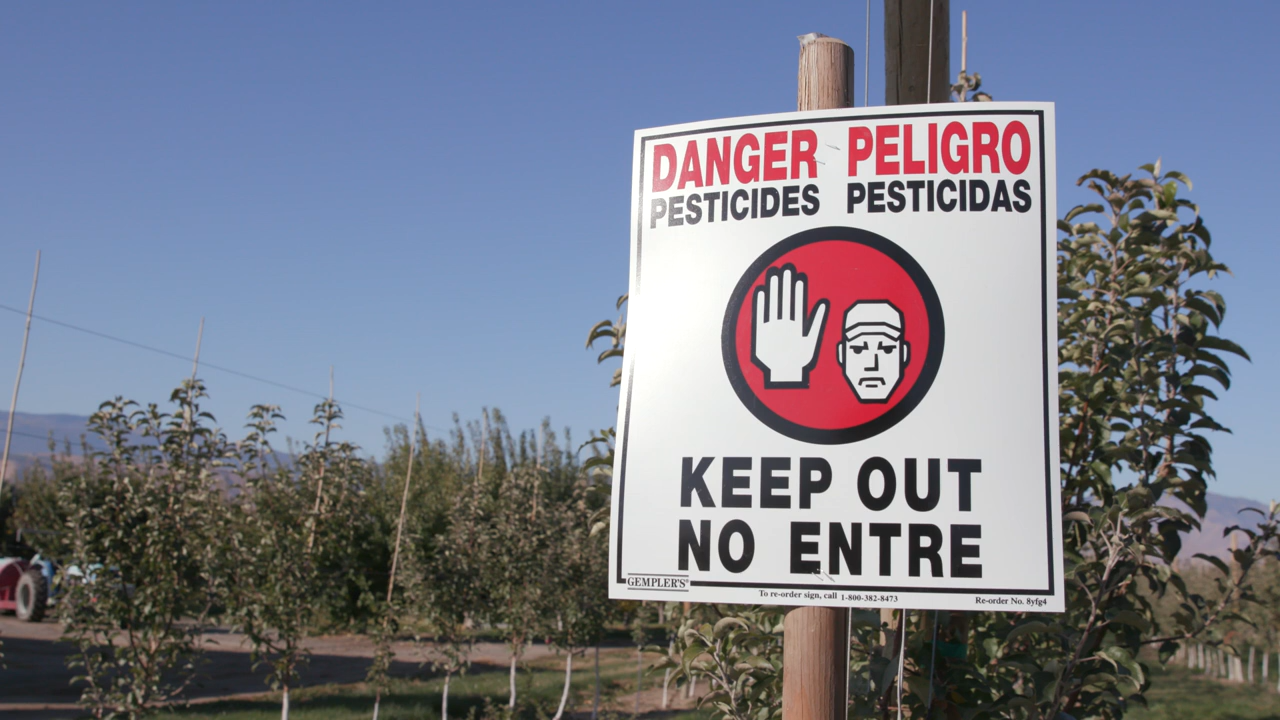 DANGER PELIGRO
PESTICIDES PESTICIDAS
KEEP OUT
NO ENTRE
GEMPLER'S
To re-order sign, call 1-800-382-8473
Re-order No. 8yfg4